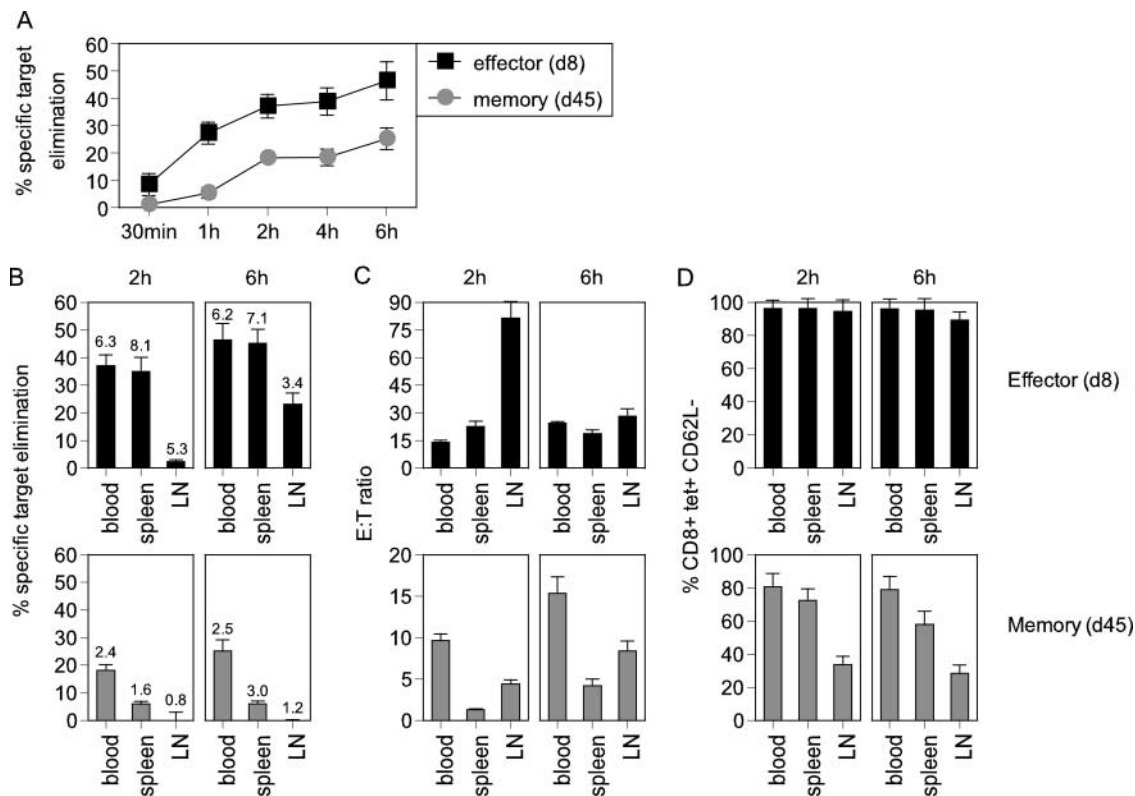 A
% specific target
elimination
60
50
40
30
20
10
0
30min 1h 2h 4h 6h
effector (d8)
memory (d45)
B
2h 6h
% specific target elimination
60
50
40
30
20
10
0
6.3 8.1 5.3
6.2 7.1 3.4
blood spleen LN blood spleen LN
60
50
40
30
20
10
0
2.4 1.6 0.8
2.5 3.0 1.2
blood spleen LN blood spleen LN
C
2h 6h
E:T ratio
90
75
60
45
30
15
0
blood spleen LN blood spleen LN
20
15
10
5
0
blood spleen LN blood spleen LN
D
2h 6h
% CD8+ tet+ CD62L-
100
80
60
40
20
0
blood spleen LN blood spleen LN
Effector (d8)
100
80
60
40
20
0
blood spleen LN blood spleen LN
Memory (d45)